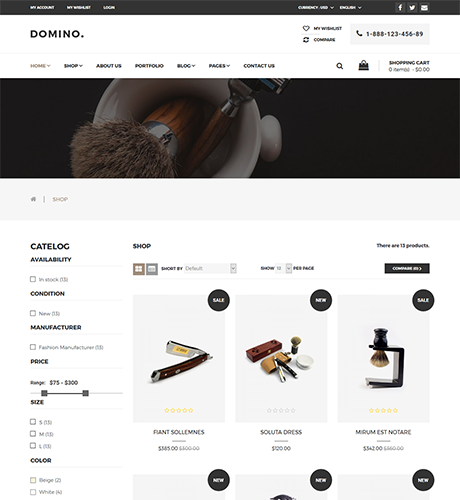 MY ACCOUNT MY WISHLIST LOGIN CURRENCY : USD ENGLISH
DOMINO.
MY WISHLIST
COMPARE
1-888-123-456-89
HOME SHOP ABOUT US PORTFOLIO BLOG PAGES CONTACT US
SHOPPING CART
0 item(s) - $0.00
SHOP
CATELOG
AVAILABILITY
In stock (13)
CONDITION
New (13)
MANUFACTURER
Fashion Manufacturer (13)
PRICE
Range: $75 - $300
SIZE
S (13)
M (13)
L (13)
COLOR
Beige (2)
White (4)
SHOP There are 13 products.
SHORT BY Default SHOW 13 PER PAGE COMPARE (0)
SALE
NEW
SALE
FIANT SOLLEMNES
$385.00 $300.00
SOLUTA DRESS
$120.00
MIRUM EST NOTARE
$342.00 $360.00
NEW
NEW
NEW